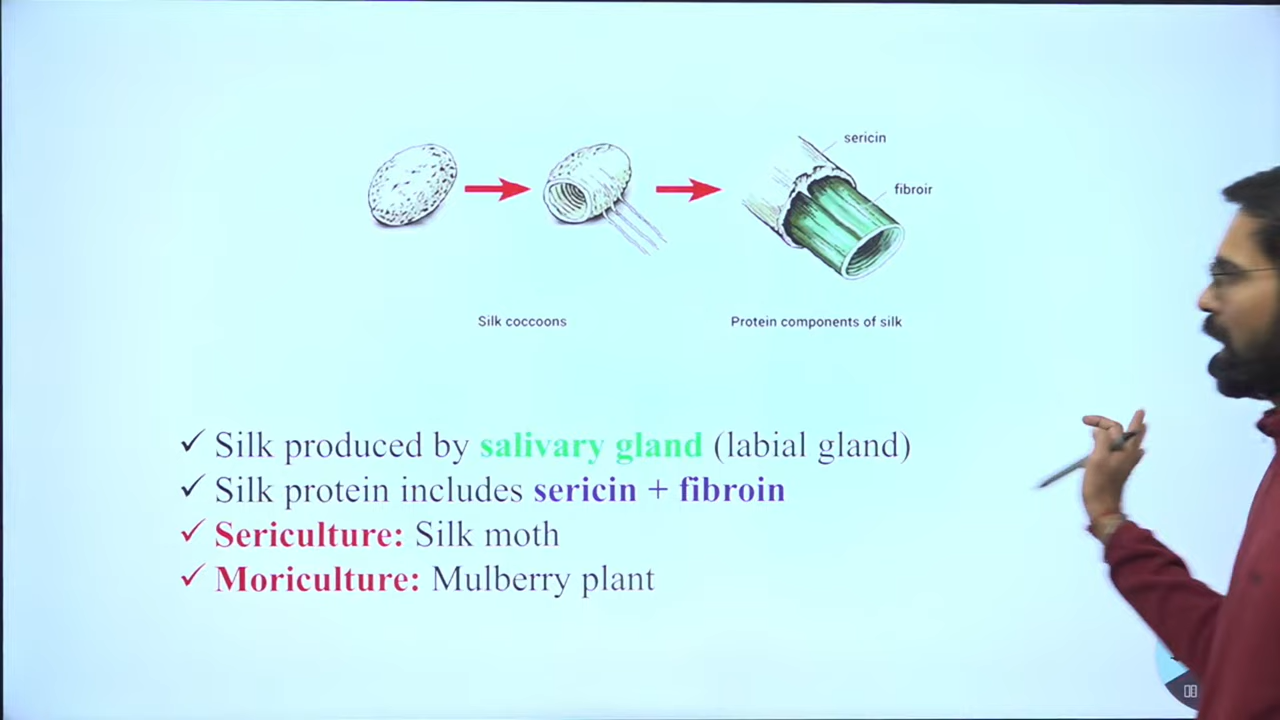 sericin
fibroir
Silk coccoons
Protein components of silk
✓ Silk produced by salivary gland (labial gland)
✓ Silk protein includes sericin + fibroin
✓ Sericulture: Silk moth
✓ Moriculture: Mulberry plant